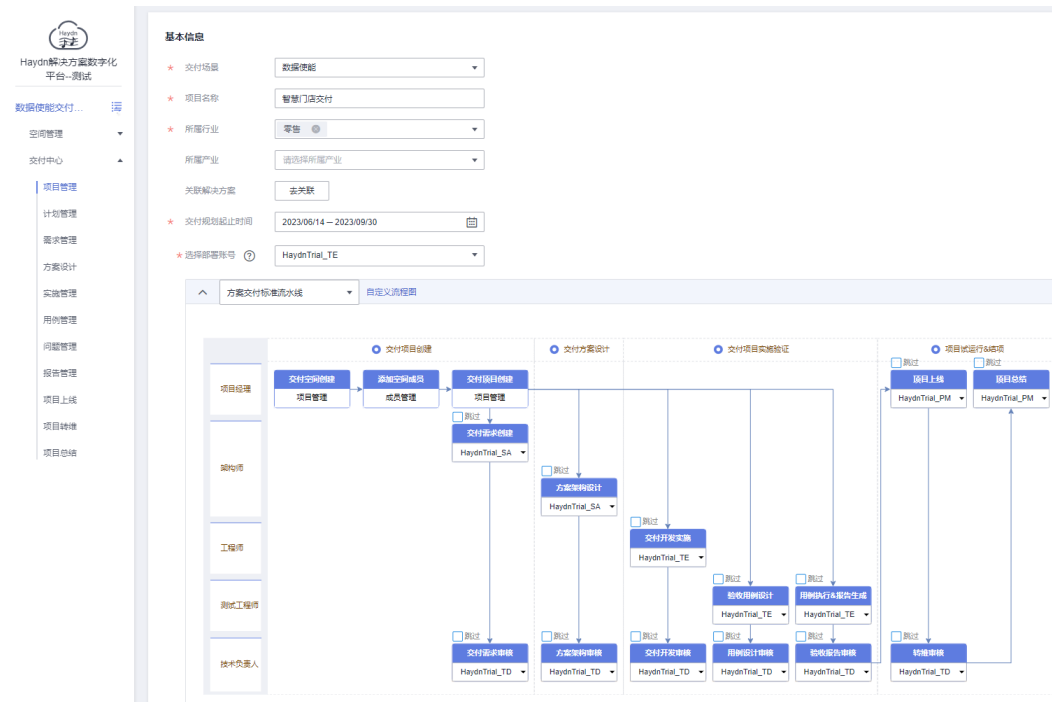 Haydn
Haydn解决方案数字化
平台--测试
数据使能交付...
空间管理
交付中心
项目管理
计划管理
需求管理
方案设计
实施管理
用例管理
问题管理
报告管理
项目上线
项目转维
项目总结
基本信息
* 交付场景 数据使能
* 项目名称 智慧门店交付
* 所属行业 零售
所属产业 请选择所属产业
关联解决方案 去关联
* 交付规划起止时间 2023/06/14 — 2023/09/30
* 选择部署账号 ? HaydnTrial_TE
方案交付标准流水线 自定义流程图
交付项目创建 交付方案设计 交付项目实施验证 项目试运行&结项
跳过 跳过
项目经理 交付空间创建 添加空间成员 交付项目创建 项目上线 项目总结
项目管理 成员管理 项目管理 HaydnTrial_PM HaydnTrial_PM
跳过
交付需求创建
HaydnTrial_SA
架构师
跳过
方案架构设计
HaydnTrial_SA
跳过
工程师 交付开发实施
HaydnTrial_TE
跳过 跳过
测试工程师 验收用例设计 用例执行&报告生成
HaydnTrial_TE HaydnTrial_TE
跳过 跳过 跳过 跳过 跳过 跳过
技术负责人 交付需求审核 方案架构审核 交付开发审核 用例设计审核 验收报告审核 转维审核
HaydnTrial_TD HaydnTrial_TD HaydnTrial_TD HaydnTrial_TD HaydnTrial_TD HaydnTrial_TD